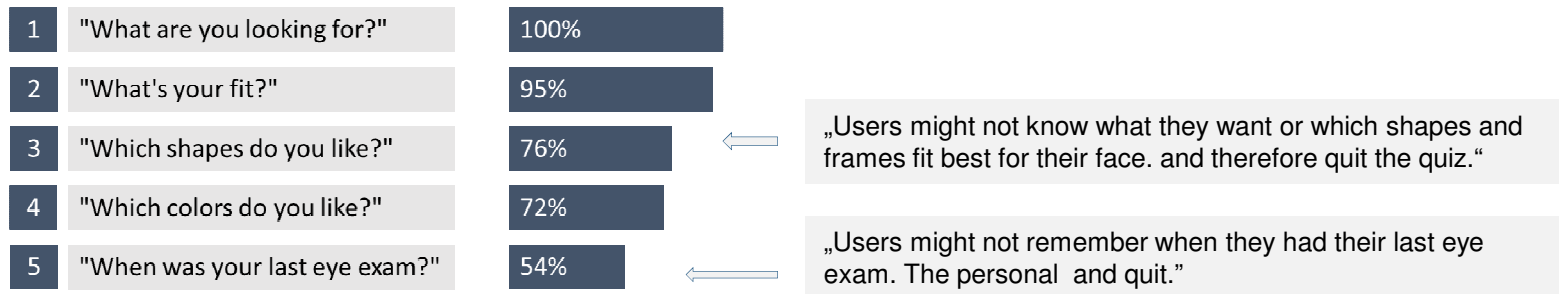 1 "What are you looking for?" 100%
2 "What's your fit?" 95%
3 "Which shapes do you like?" 76%
„Users might not know what they want or which shapes and
frames fit best for their face. and therefore quit the quiz.“
4 "Which colors do you like?" 72%
5 "When was your last eye exam?" 54%
„Users might not remember when they had their last eye
exam. The personal  and quit.”